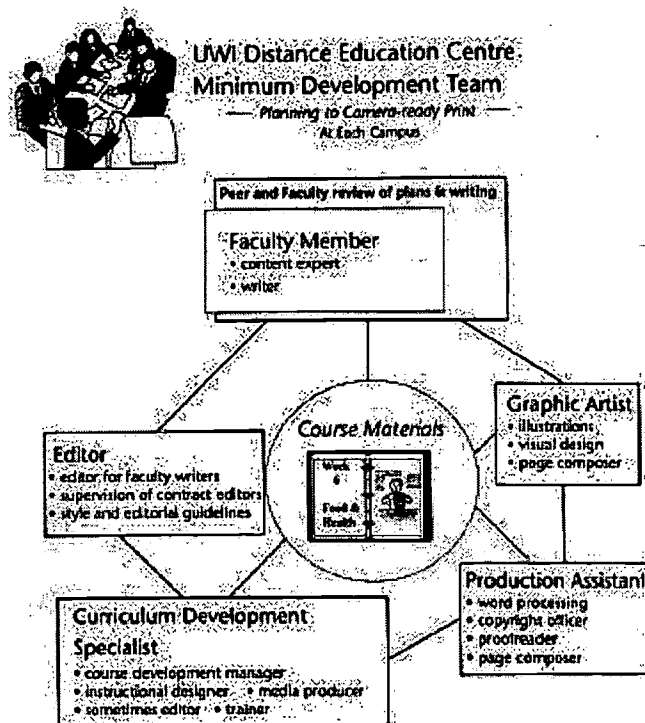 UWI Distance Education Centre
Minimum Development Team
Planning to Camera-ready Print
At Each Campus
Peer and Faculty review of plans & writing
Faculty Member
• content expert
• writer
Graphic Artist
• illustrations
• visual design
• page composer
Course Materials
Week
6
Food &
Health
Editor
• editor for faculty writers
• supervision of contract editors
• style and editorial guidelines
Production Assistant
• word processing
• copyright officer
• proofreader
• page composer
Curriculum Development
Specialist
• course development manager
• instructional designer • media producer
• sometimes editor • trainer